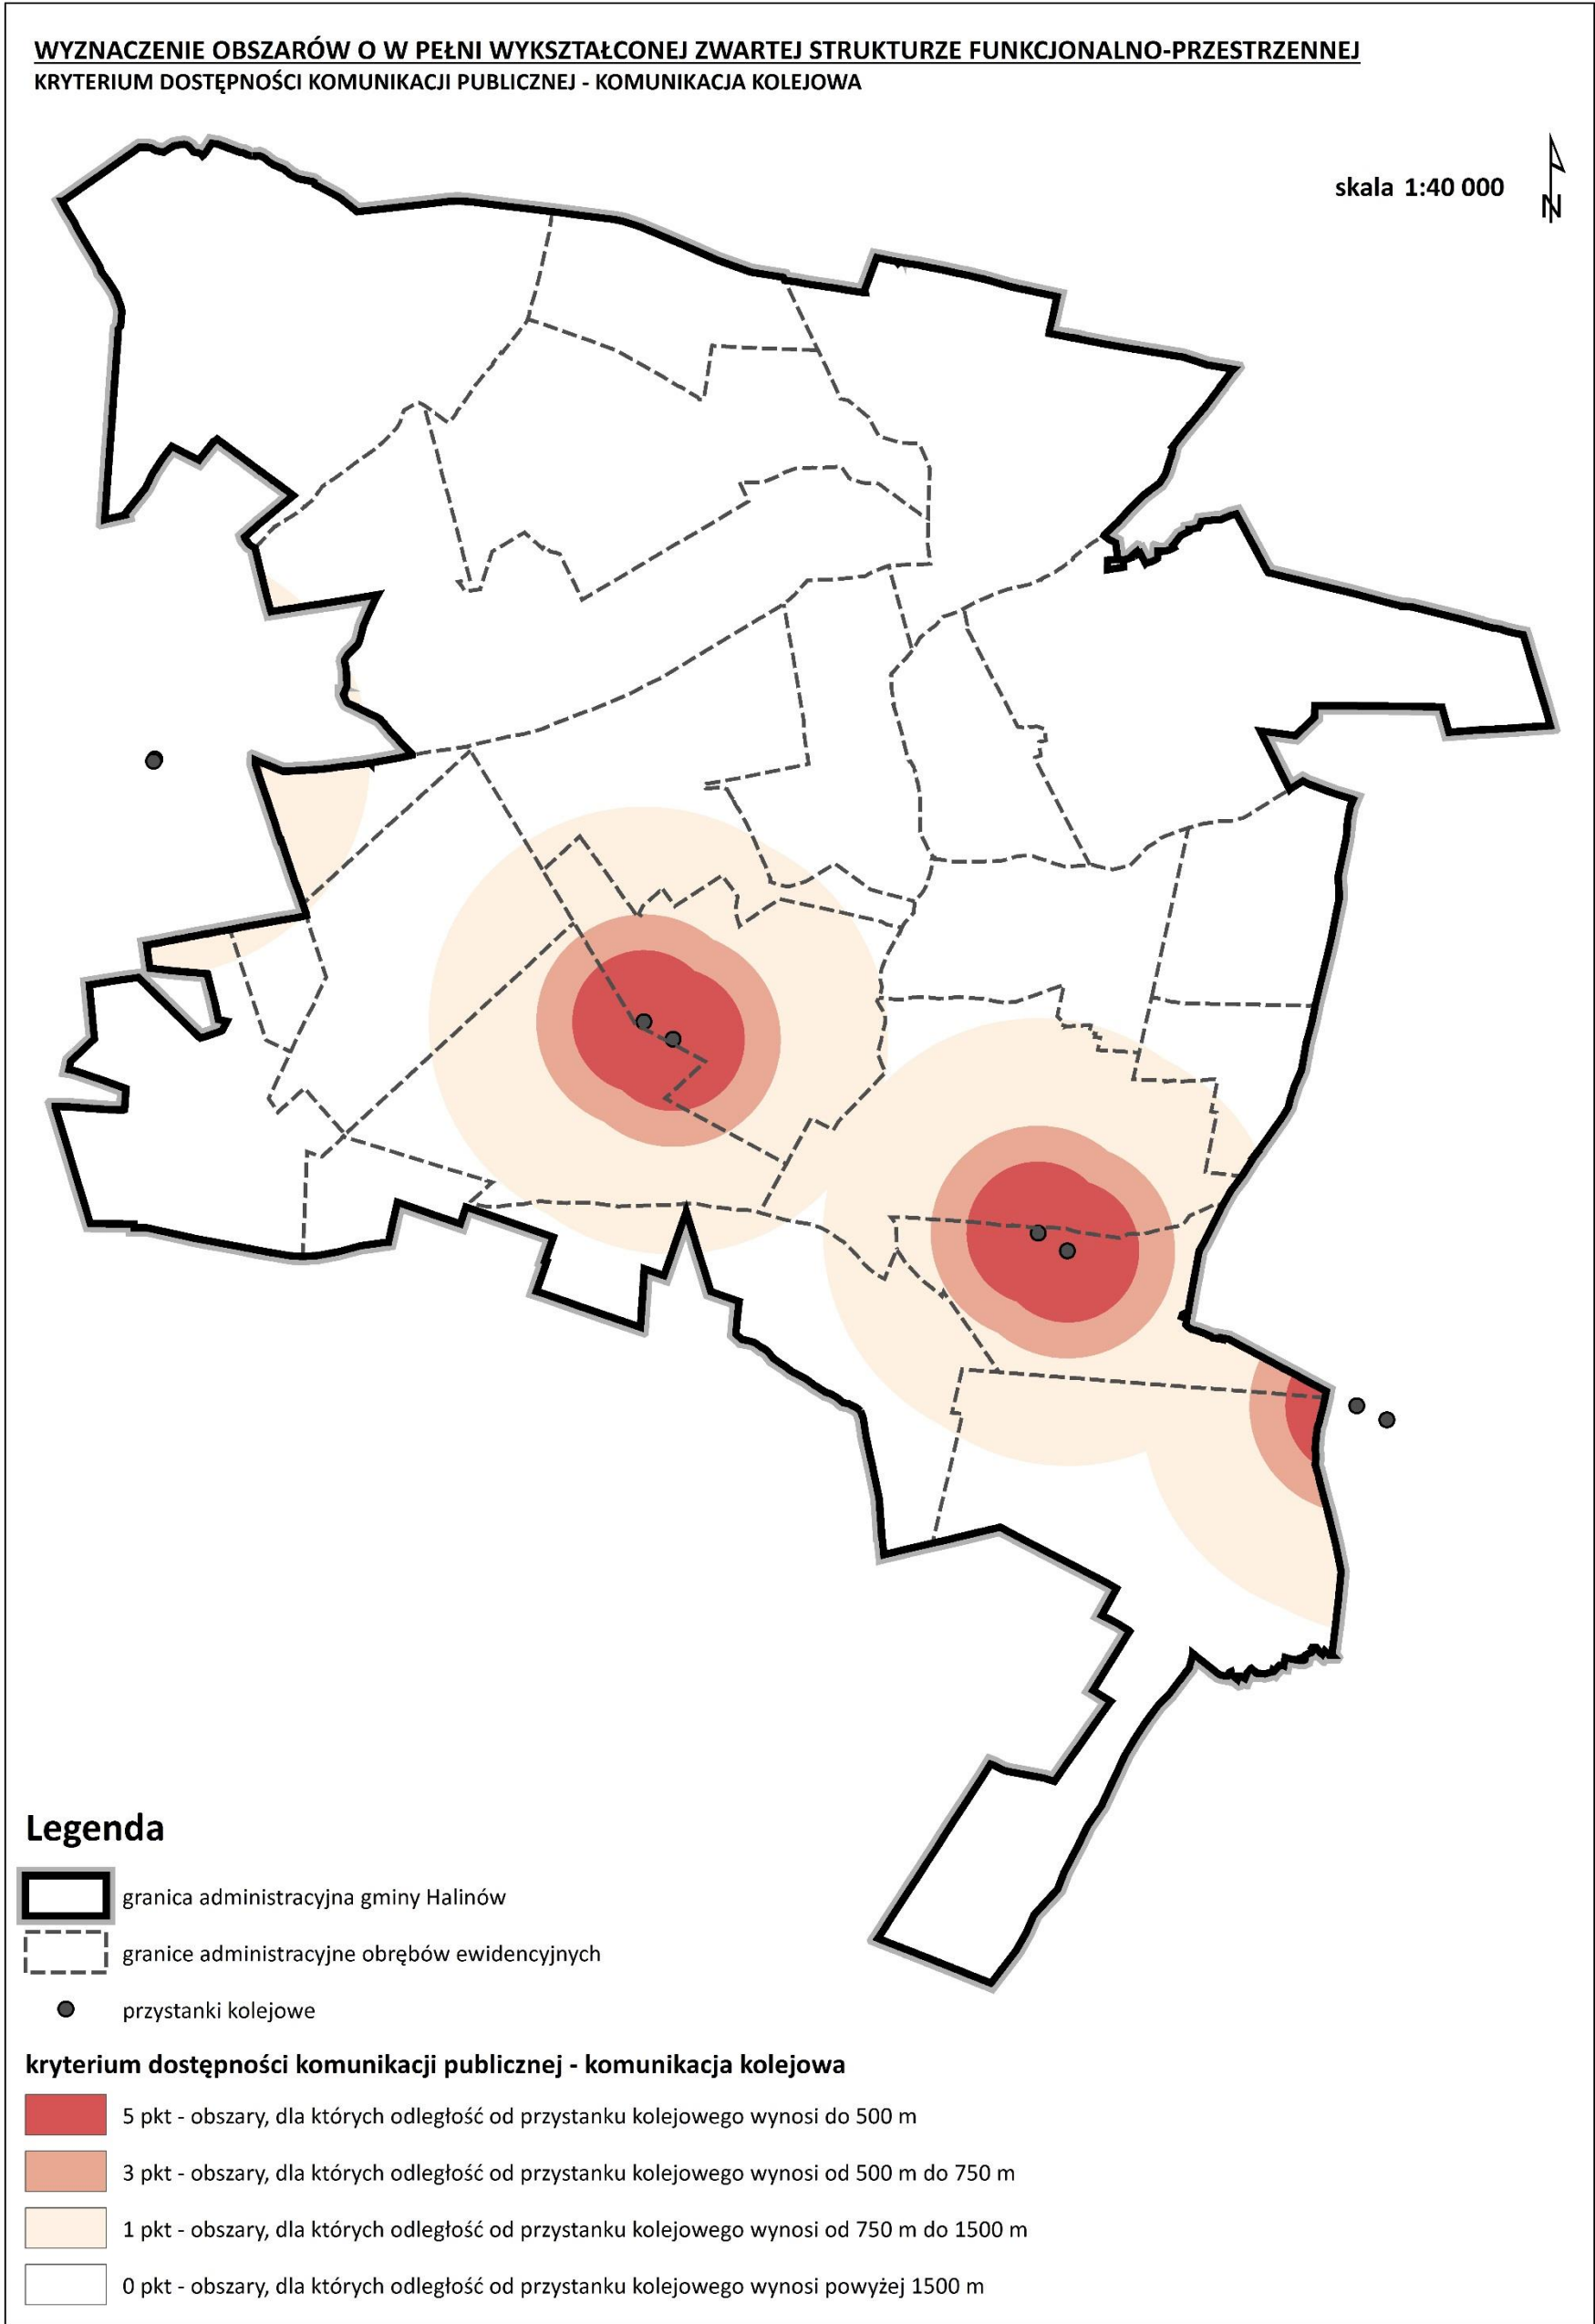 WYZNACZENIE OBSZARÓW O W PEŁNI WYKSZTAŁCONEJ ZWARTEJ STRUKTURZE FUNKCJONALNO-PRZESTRZENNEJ
KRYTERIUM DOSTĘPNOŚCI KOMUNIKACJI PUBLICZNEJ - KOMUNIKACJA KOLEJOWA
skala 1:40 000
N
Legenda
granica administracyjna gminy Halinów
granice administracyjne obrębów ewidencyjnych
przystanki kolejowe
kryterium dostępności komunikacji publicznej - komunikacja kolejowa
5 pkt - obszary, dla których odległość od przystanku kolejowego wynosi do 500 m
3 pkt - obszary, dla których odległość od przystanku kolejowego wynosi od 500 m do 750 m
1 pkt - obszary, dla których odległość od przystanku kolejowego wynosi od 750 m do 1500 m
0 pkt - obszary, dla których odległość od przystanku kolejowego wynosi powyżej 1500 m